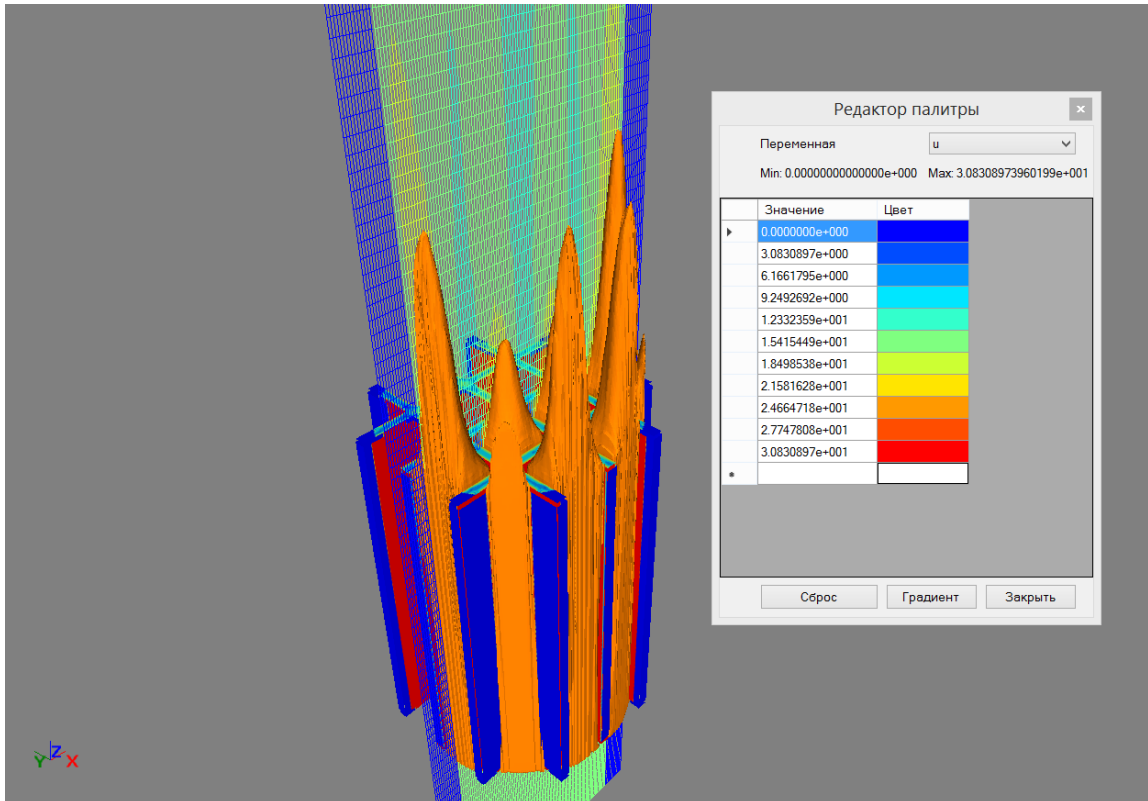 Редактор палитры
Переменная u
Min: 0.00000000000000e+000 Max: 3.08308973960199e+001
Значение Цвет
0.0000000e+000
3.0830897e+000
6.1661795e+000
9.2492692e+000
1.2332359e+001
1.5415449e+001
1.8498538e+001
2.1581628e+001
2.4664718e+001
2.7747808e+001
3.0830897e+001
*
Сброс Градиент Закрыть
Y Z X